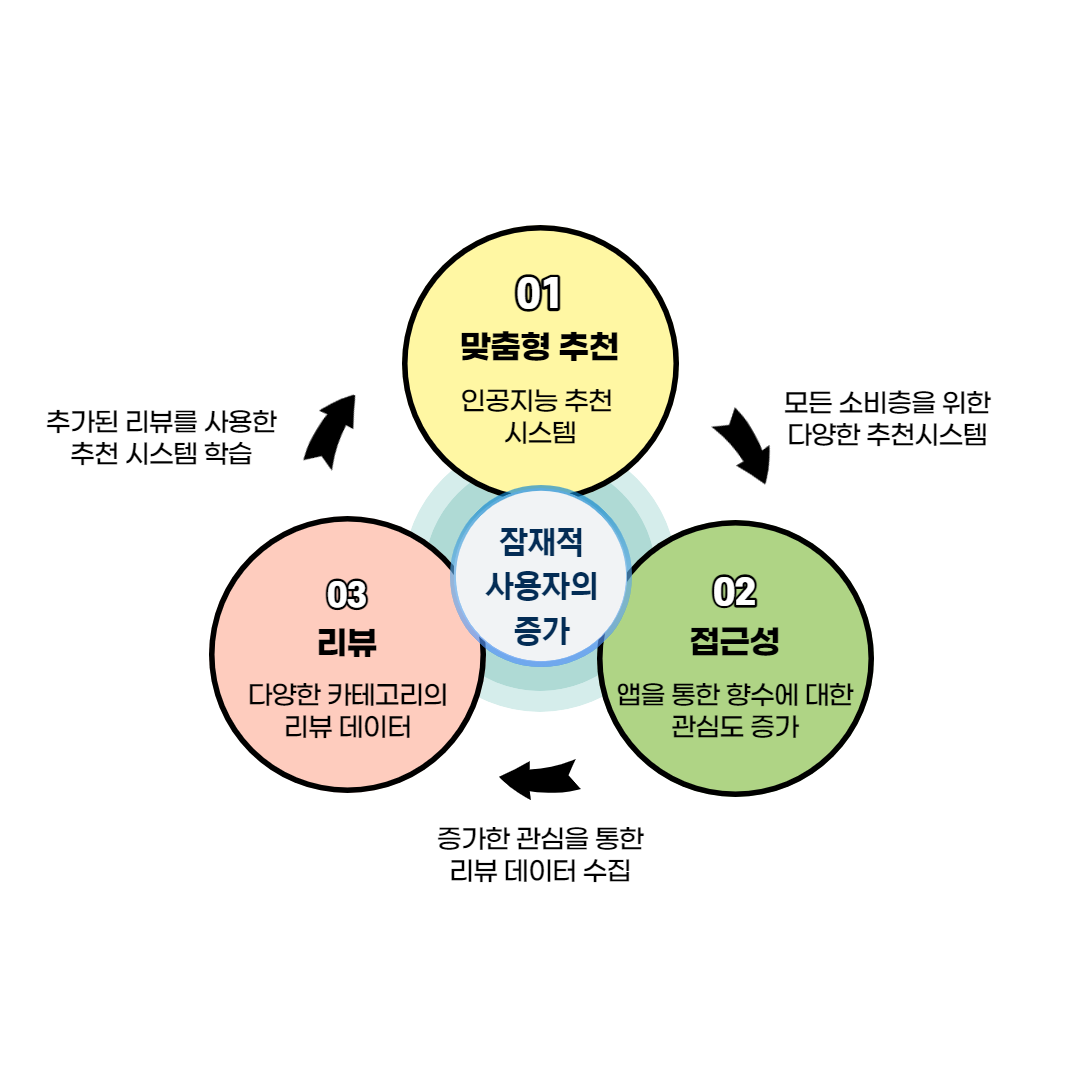 01
맞춤형 추천
인공지능 추천
시스템
모든 소비층을 위한
다양한 추천시스템
02
접근성
앱을 통한 향수에 대한
관심도 증가
증가한 관심을 통한
리뷰 데이터 수집
03
리뷰
다양한 카테고리의
리뷰 데이터
추가된 리뷰를 사용한
추천 시스템 학습
잠재적
사용자의
증가